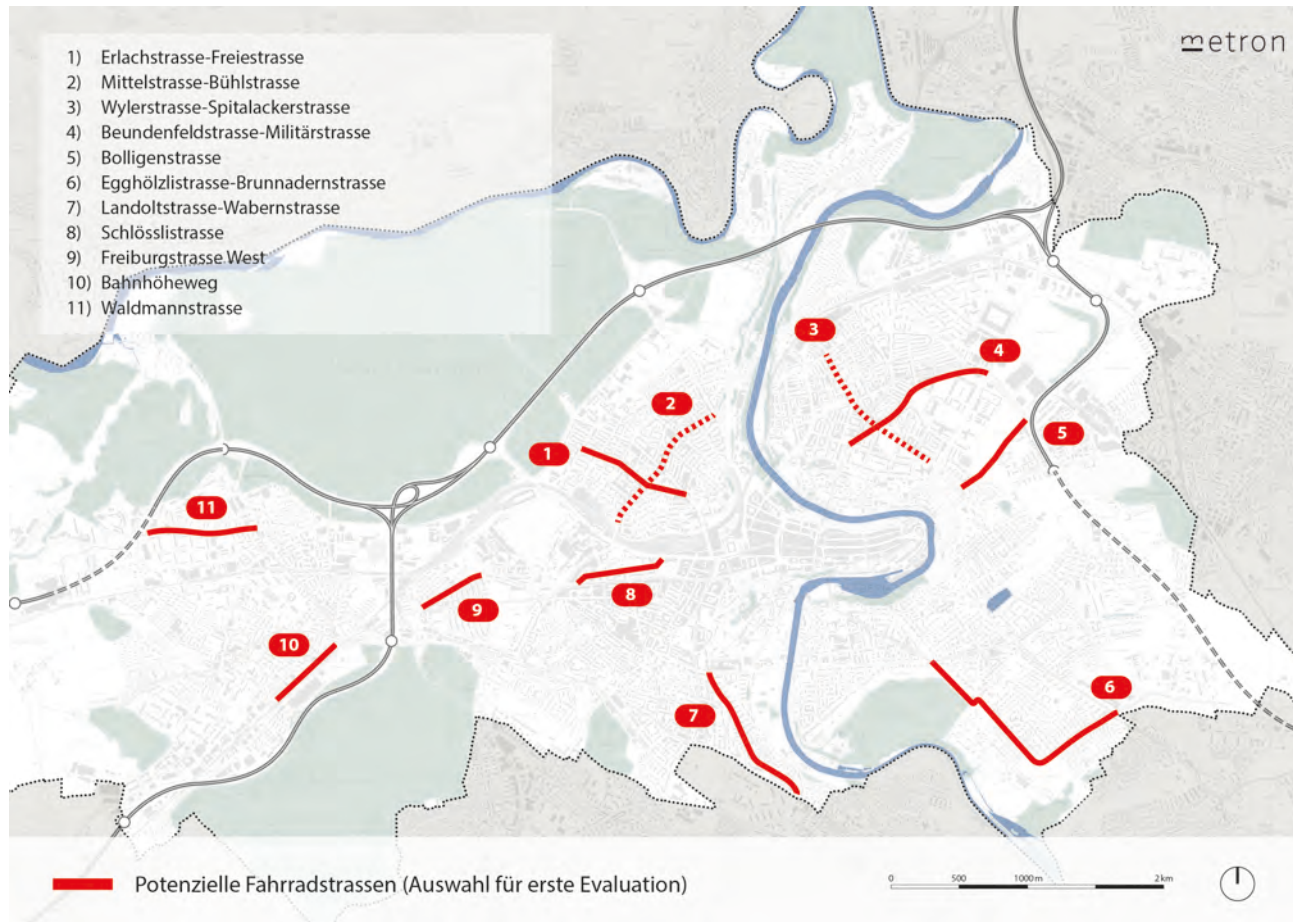 metron
1) Erlachstrasse-Freiestrasse
2) Mittelstrasse-Bühlstrasse
3) Wylerstrasse-Spitalackerstrasse
4) Beundenfeldstrasse-Militärstrasse
5) Bolligenstrasse
6) Egghölzlistrasse-Brunnadernstrasse
7) Landoltstrasse-Wabernstrasse
8) Schlösslistrasse
9) Freiburgstrasse West
10) Bahnhöheweg
11) Waldmannstrasse
3
4
2
5
1
11
9
8
10
6
7
Potenzielle Fahrradstrassen (Auswahl für erste Evaluation)
0 500 1000m 2km